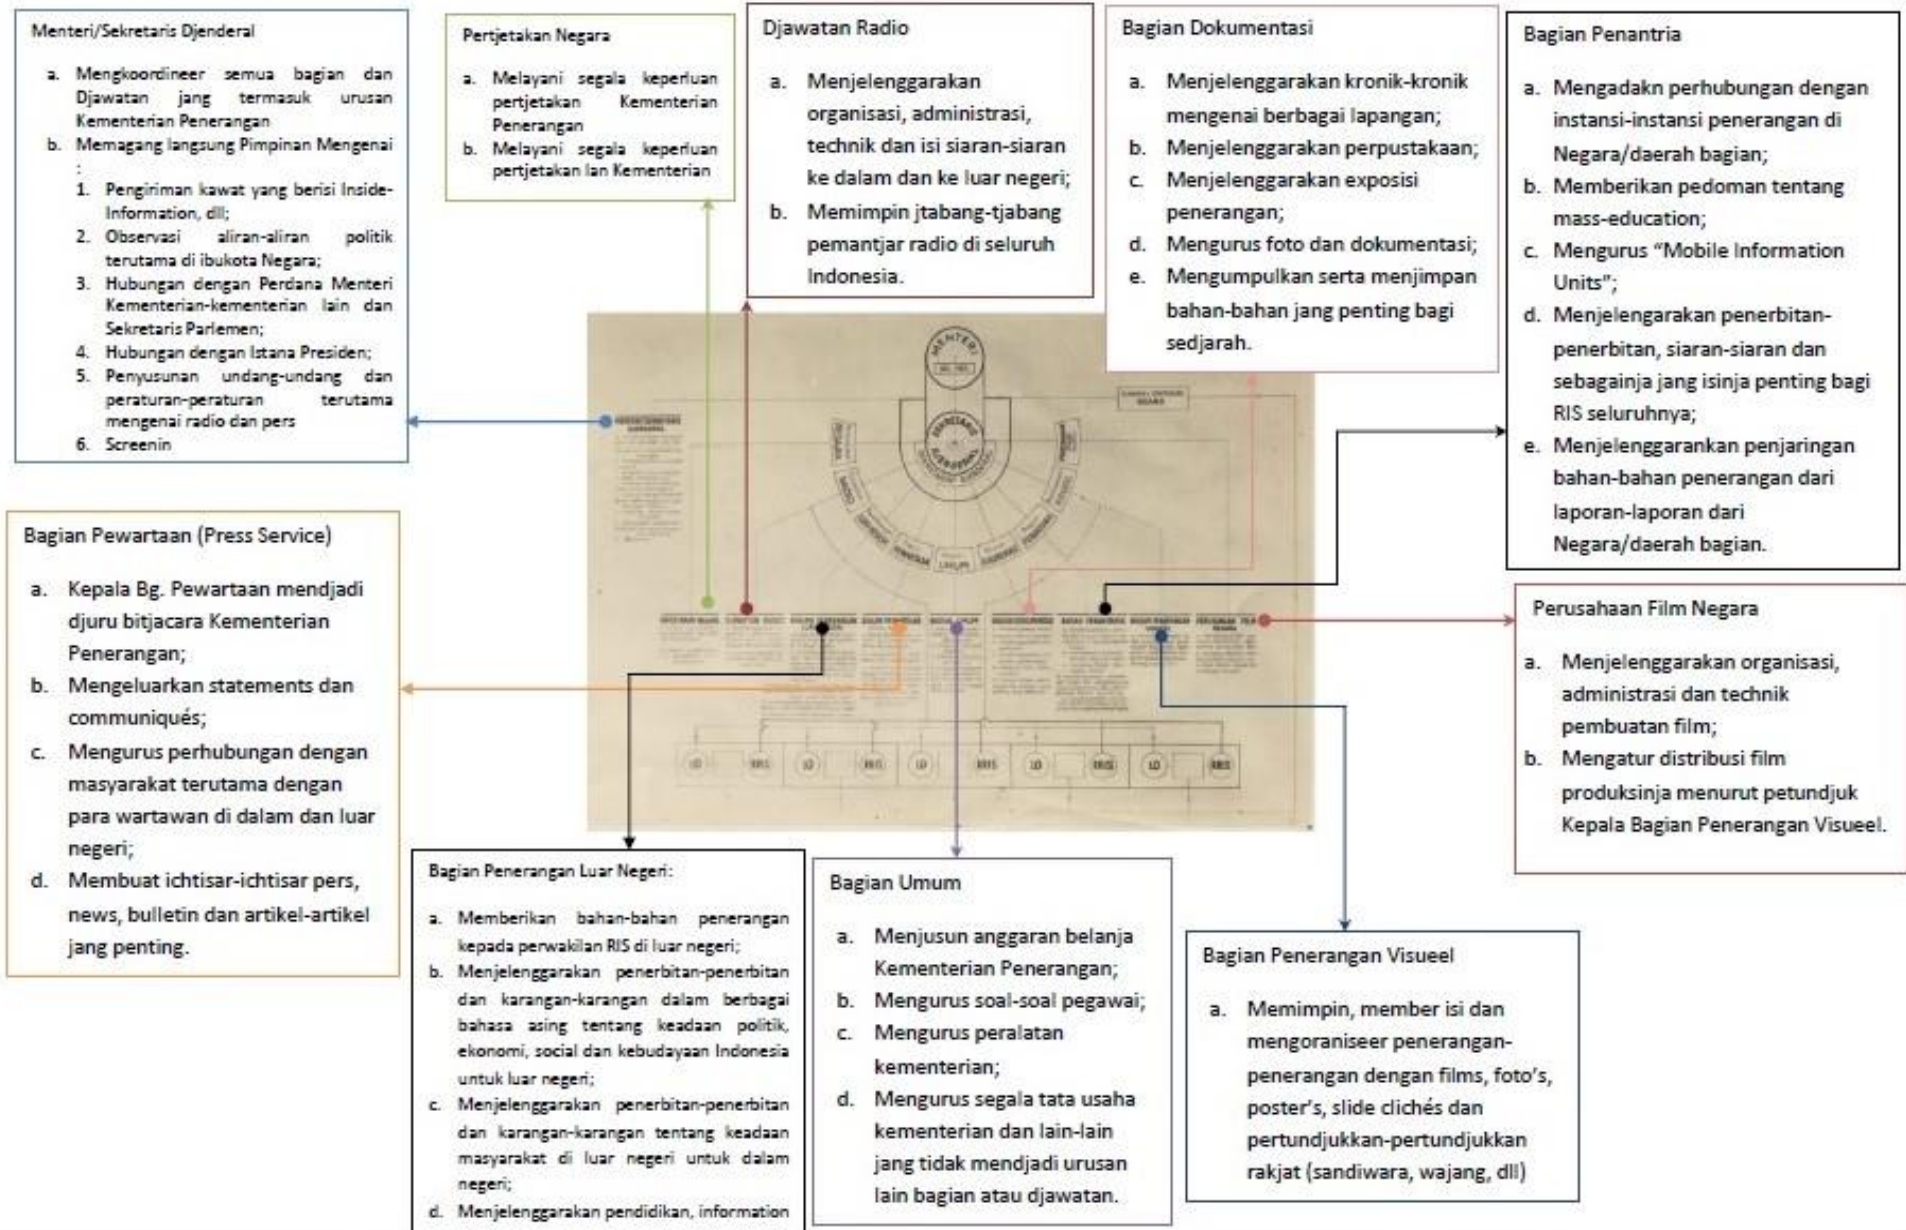 Menteri/Sekretaris Djenderal
a. Mengkoordineer semua bagian dan
Djawatan jang termasuk urusan
Kementerian Penerangan
b. Memagang langsung Pimpinan Mengenai
:
1. Pengiriman kawat yang berisi Inside-
Information, dll;
2. Observasi aliran-aliran politik
terutama di ibukota Negara;
3. Hubungan dengan Perdana Menteri
Kementerian-kementerian lain dan
Sekretaris Parlemen;
4. Hubungan dengan Istana Presiden;
5. Penyusunan undang-undang dan
peraturan-peraturan terutama
mengenai radio dan pers
6. Screenin
Pertjetakan Negara
a. Melayani segala keperluan
pertjetakan Kementerian
Penerangan
b. Melayani segala keperluan
pertjetakan lan Kementerian
Djawatan Radio
a. Menjelenggarakan
organisasi, administrasi,
technik dan isi siaran-siaran
ke dalam dan ke luar negeri;
b. Memimpin jtabang-tjabang
pemantjar radio di seluruh
Indonesia.
Bagian Dokumentasi
a. Menjelenggarakan kronik-kronik
mengenai berbagai lapangan;
b. Menjelenggarakan perpustakaan;
c. Menjelenggarakan exposisi
penerangan;
d. Mengurus foto dan dokumentasi;
e. Mengumpulkan serta menjimpan
bahan-bahan jang penting bagi
sedjarah.
Bagian Penantria
a. Mengadakn perhubungan dengan
instansi-instansi penerangan di
Negara/daerah bagian;
b. Memberikan pedoman tentang
mass-education;
c. Mengurus “Mobile Information
Units”;
d. Menjelengarakan penerbitan-
penerbitan, siaran-siaran dan
sebagainja jang isinja penting bagi
RIS seluruhnya;
e. Menjelenggarankan penjaringan
bahan-bahan penerangan dari
laporan-laporan dari
Negara/daerah bagian.
MENTERI
SEKRETARIS
DJENDERAL
UMUM
LD RRIS LD RRIS LD RRIS LD RRIS LD RRIS
Bagian Pewartaan (Press Service)
a. Kepala Bg. Pewartaan mendjadi
djuru bitjacara Kementerian
Penerangan;
b. Mengeluarkan statements dan
communiqués;
c. Mengurus perhubungan dengan
masyarakat terutama dengan
para wartawan di dalam dan luar
negeri;
d. Membuat ichtisar-ichtisar pers,
news, bulletin dan artikel-artikel
jang penting.
Perusahaan Film Negara
a. Menjelenggarakan organisasi,
administrasi dan technik
pembuatan film;
b. Mengatur distribusi film
produksinja menurut petundjuk
Kepala Bagian Penerangan Visueel.
Bagian Penerangan Luar Negeri:
a. Memberikan bahan-bahan penerangan
kepada perwakilan RIS di luar negeri;
b. Menjelenggarakan penerbitan-penerbitan
dan karangan-karangan dalam berbagai
bahasa asing tentang keadaan politik,
ekonomi, social dan kebudayaan Indonesia
untuk luar negeri;
c. Menjelenggarakan penerbitan-penerbitan
dan karangan-karangan tentang keadaan
masyarakat di luar negeri untuk dalam
negeri;
d. Menjelenggarakan pendidikan, information
Bagian Umum
a. Menjusun anggaran belanja
Kementerian Penerangan;
b. Mengurus soal-soal pegawai;
c. Mengurus peralatan
kementerian;
d. Mengurus segala tata usaha
kementerian dan lain-lain
jang tidak mendjadi urusan
lain bagian atau djawatan.
Bagian Penerangan Visueel
a. Memimpin, member isi dan
mengoraniseer penerangan-
penerangan dengan films, foto’s,
poster’s, slide clichés dan
pertundjukkan-pertundjukkan
rakjat (sandiwara, wajang, dll)